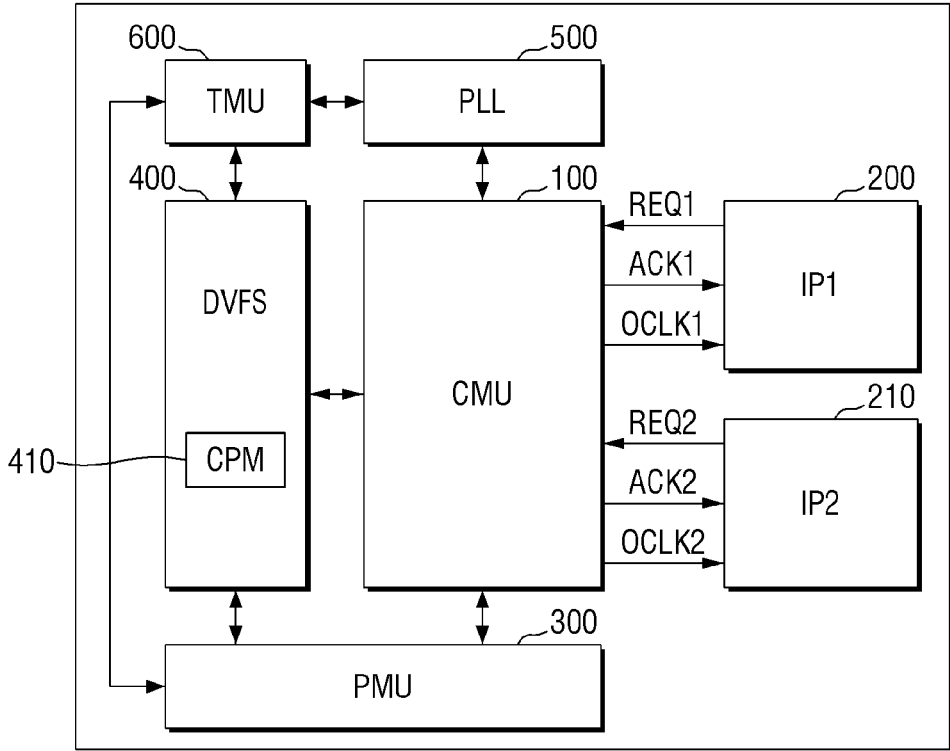 600
500
TMU
PLL
400
100
200
REQ1
ACK1
IP1
DVFS
OCLK1
CMU
210
REQ2
410
CPM
ACK2
IP2
OCLK2
300
PMU